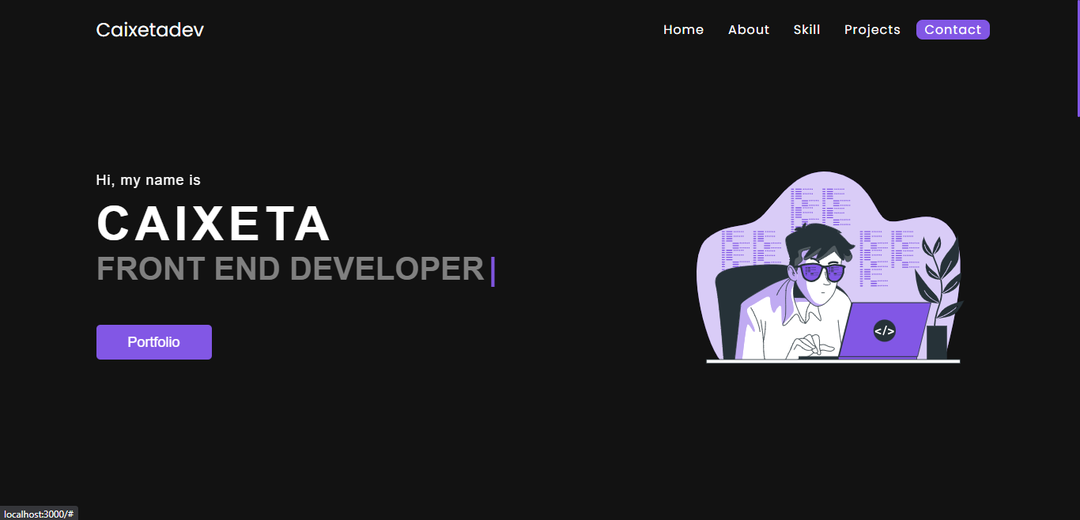 Caixetadev
Home About Skill Projects Contact
Hi, my name is
CAIXETA
FRONT END DEVELOPER
Portfolio
</>
localhost:3000/#